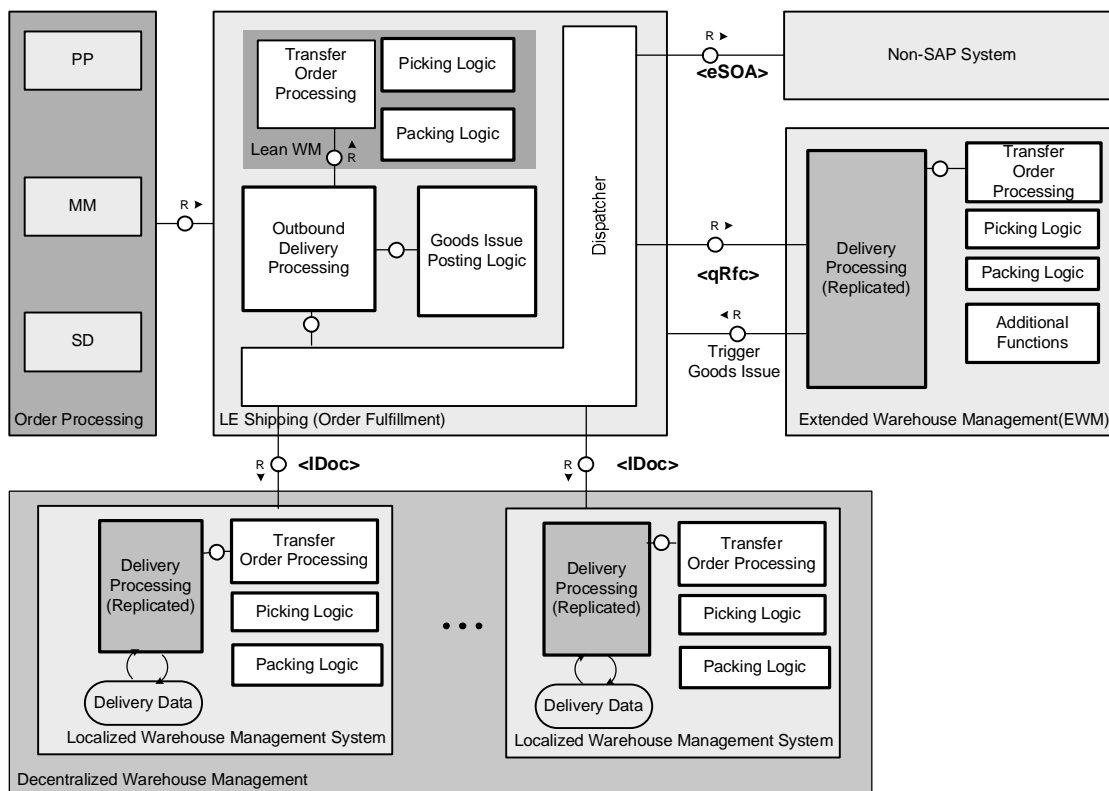 PP
MM
SD
Order Processing
R
Transfer
Order
Processing
Picking Logic
Packing Logic
Lean WM
R
Outbound
Delivery
Processing
Goods Issue
Posting Logic
Dispatcher
LE Shipping (Order Fulfillment)
R
<eSOA>
Non-SAP System
R
<qRfc>
R
Trigger
Goods Issue
Delivery
Processing
(Replicated)
Transfer
Order
Processing
Picking Logic
Packing Logic
Additional
Functions
Extended Warehouse Management(EWM)
R
<IDoc>
R
<IDoc>
Delivery
Processing
(Replicated)
Transfer
Order Processing
Picking Logic
Packing Logic
Delivery Data
Localized Warehouse Management System
Delivery
Processing
(Replicated)
Transfer
Order Processing
Picking Logic
Packing Logic
Delivery Data
Localized Warehouse Management System
Decentralized Warehouse Management